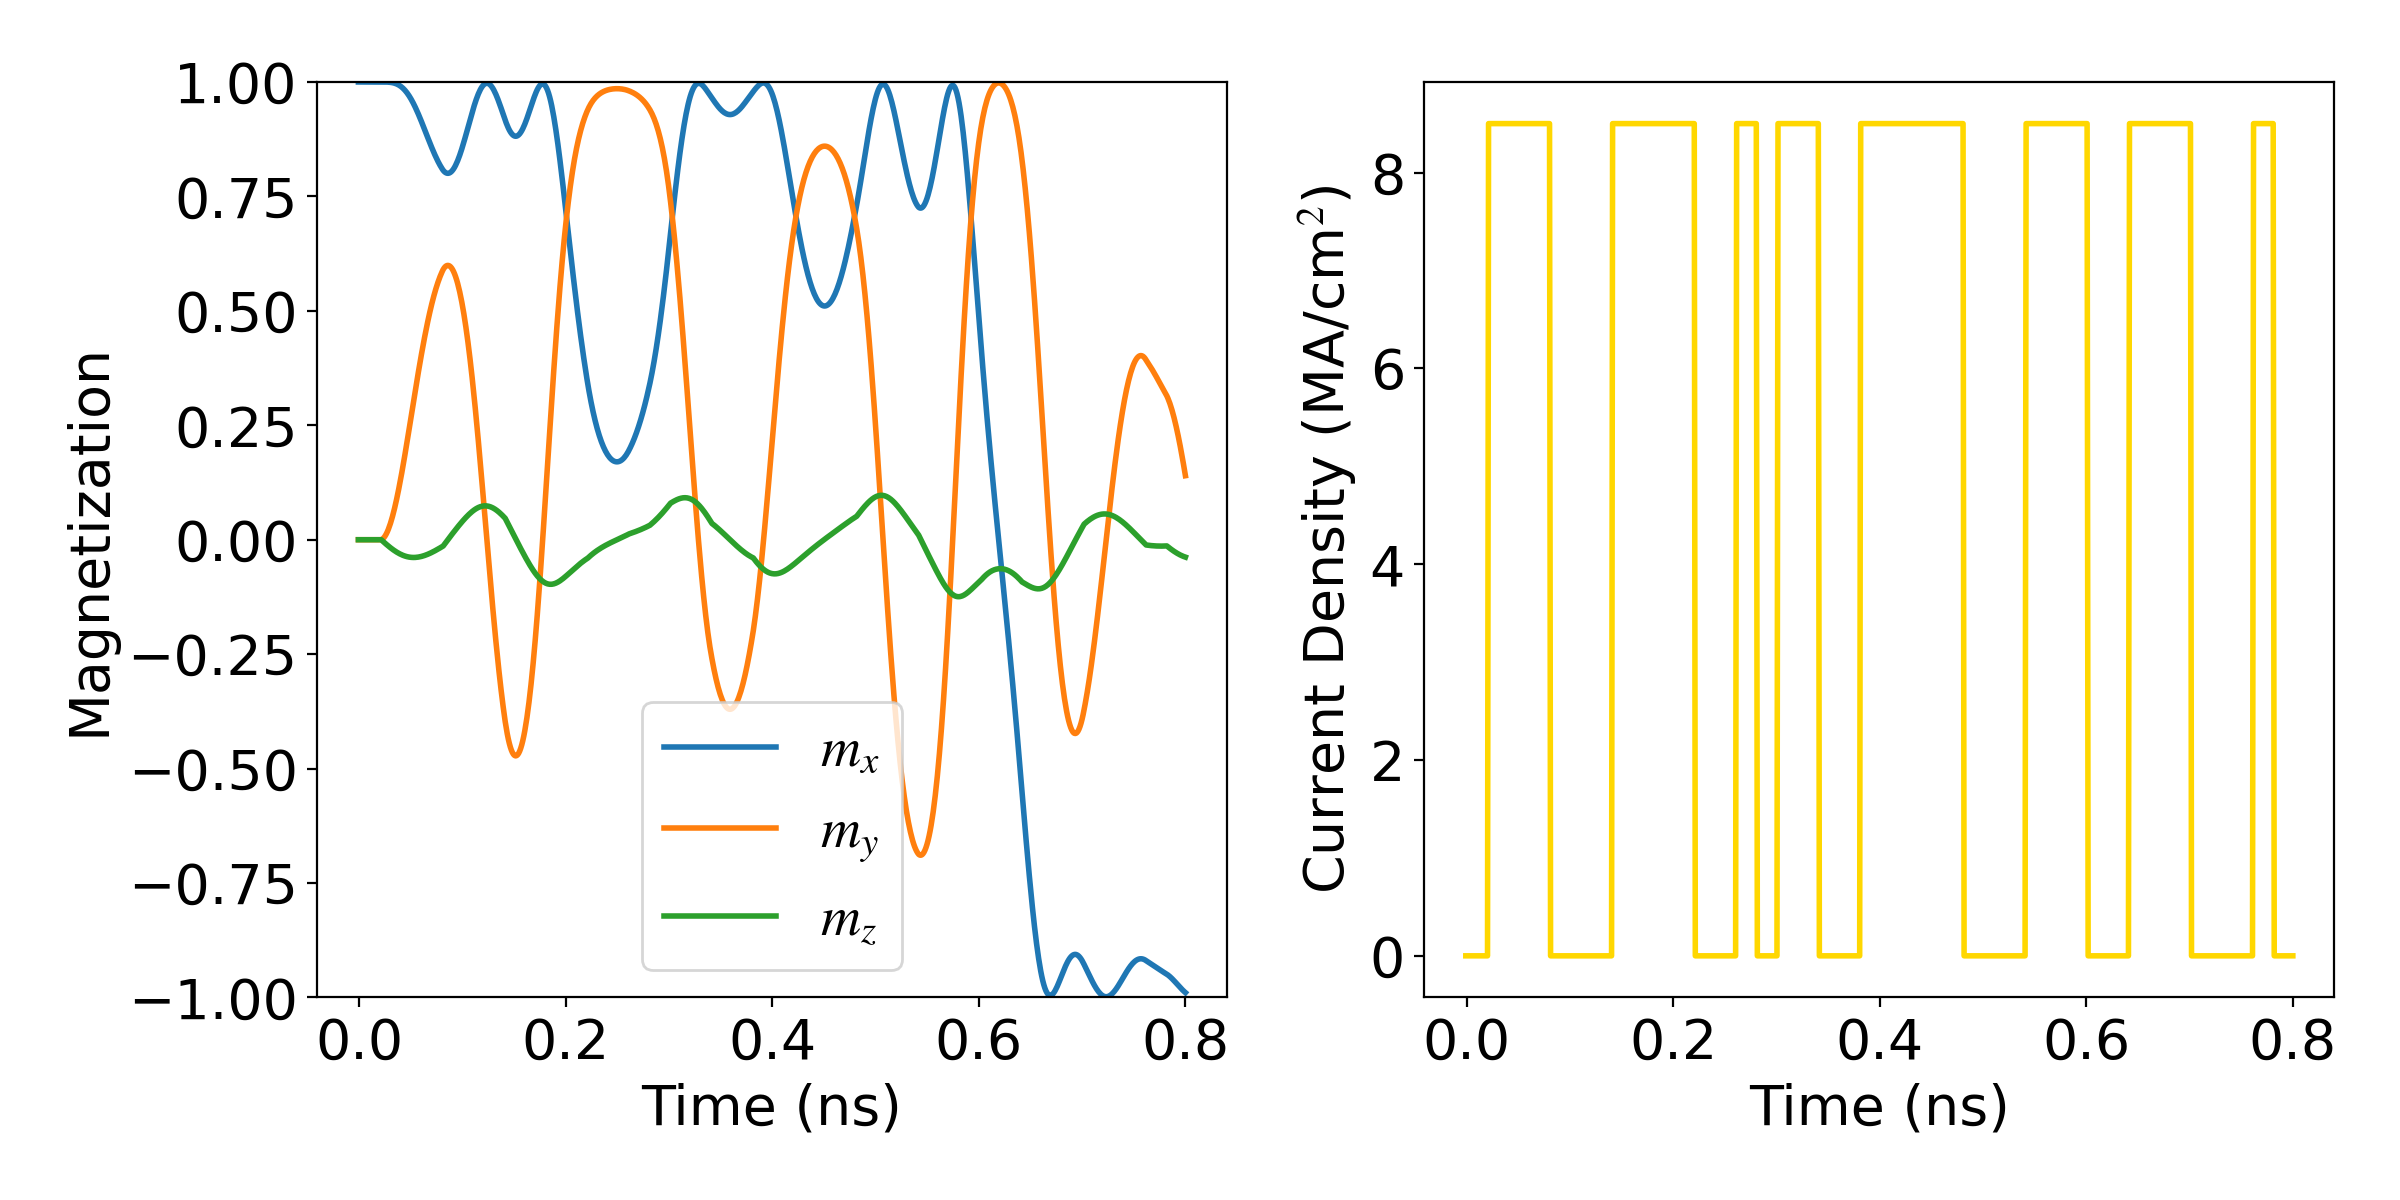 Magnetization
1.00
0.75
0.50
0.25
0.00
−0.25
−0.50
−0.75
−1.00
0.0 0.2 0.4 0.6 0.8
Time (ns)
mₓ
m_y
m_z
Current Density (MA/cm²)
8
6
4
2
0
0.0 0.2 0.4 0.6 0.8
Time (ns)